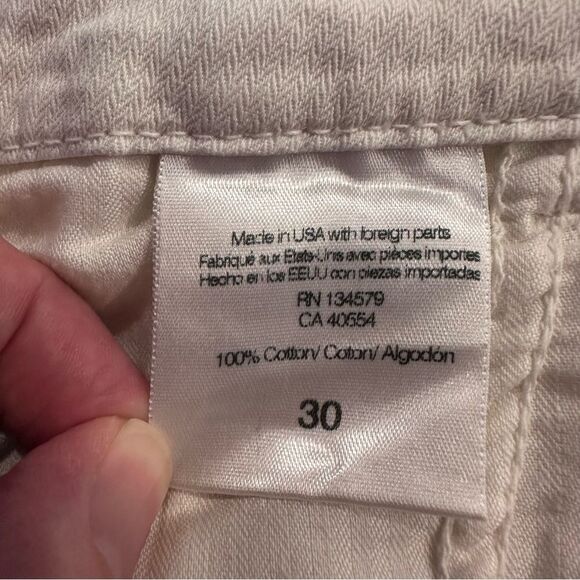 Made in USA with foreign parts
Fabriqué aux Etats-Unis avec pièces importes
Hecho en los EEUU con piezas importadas
RN 134579
CA 40554
100% Cotton/ Coton/ Algodón
30